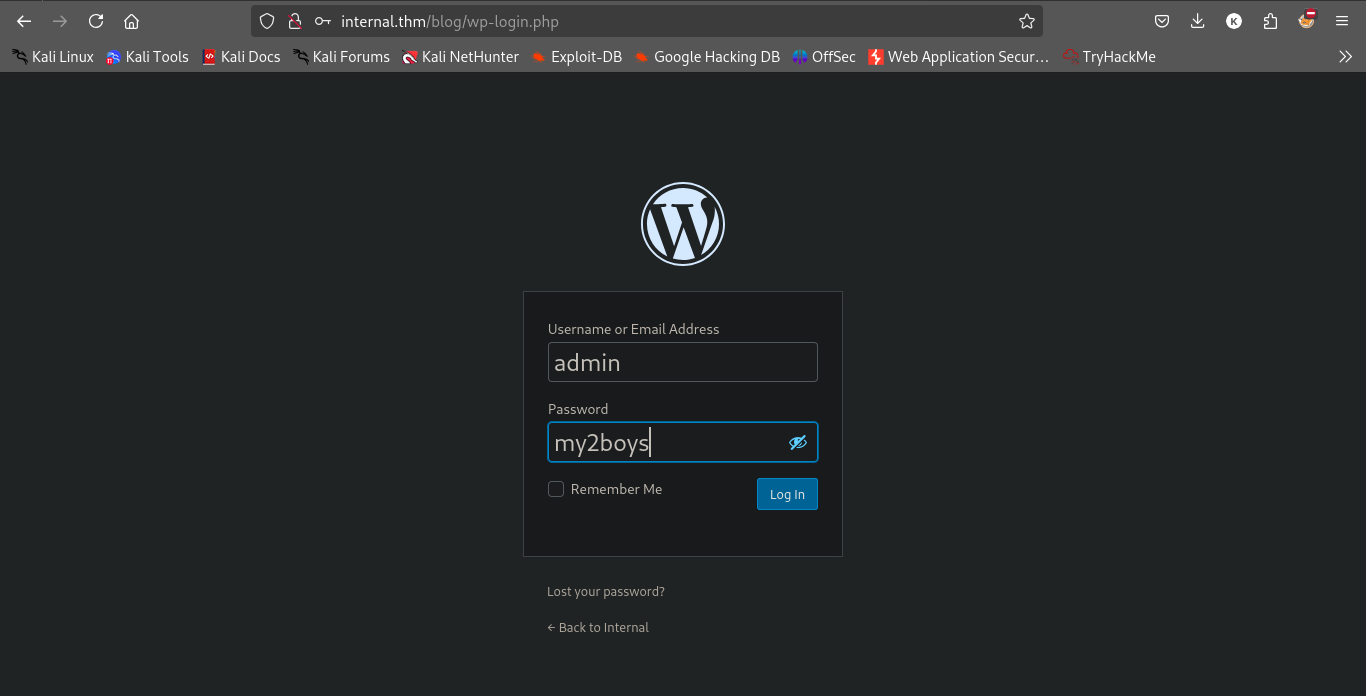 internal.thm/blog/wp-login.php
K
Kali Linux Kali Tools Kali Docs Kali Forums Kali NetHunter Exploit-DB Google Hacking DB OffSec Web Application Secur… TryHackMe
W
Username or Email Address
admin
Password
my2boys
Remember Me Log In
Lost your password?
← Back to Internal